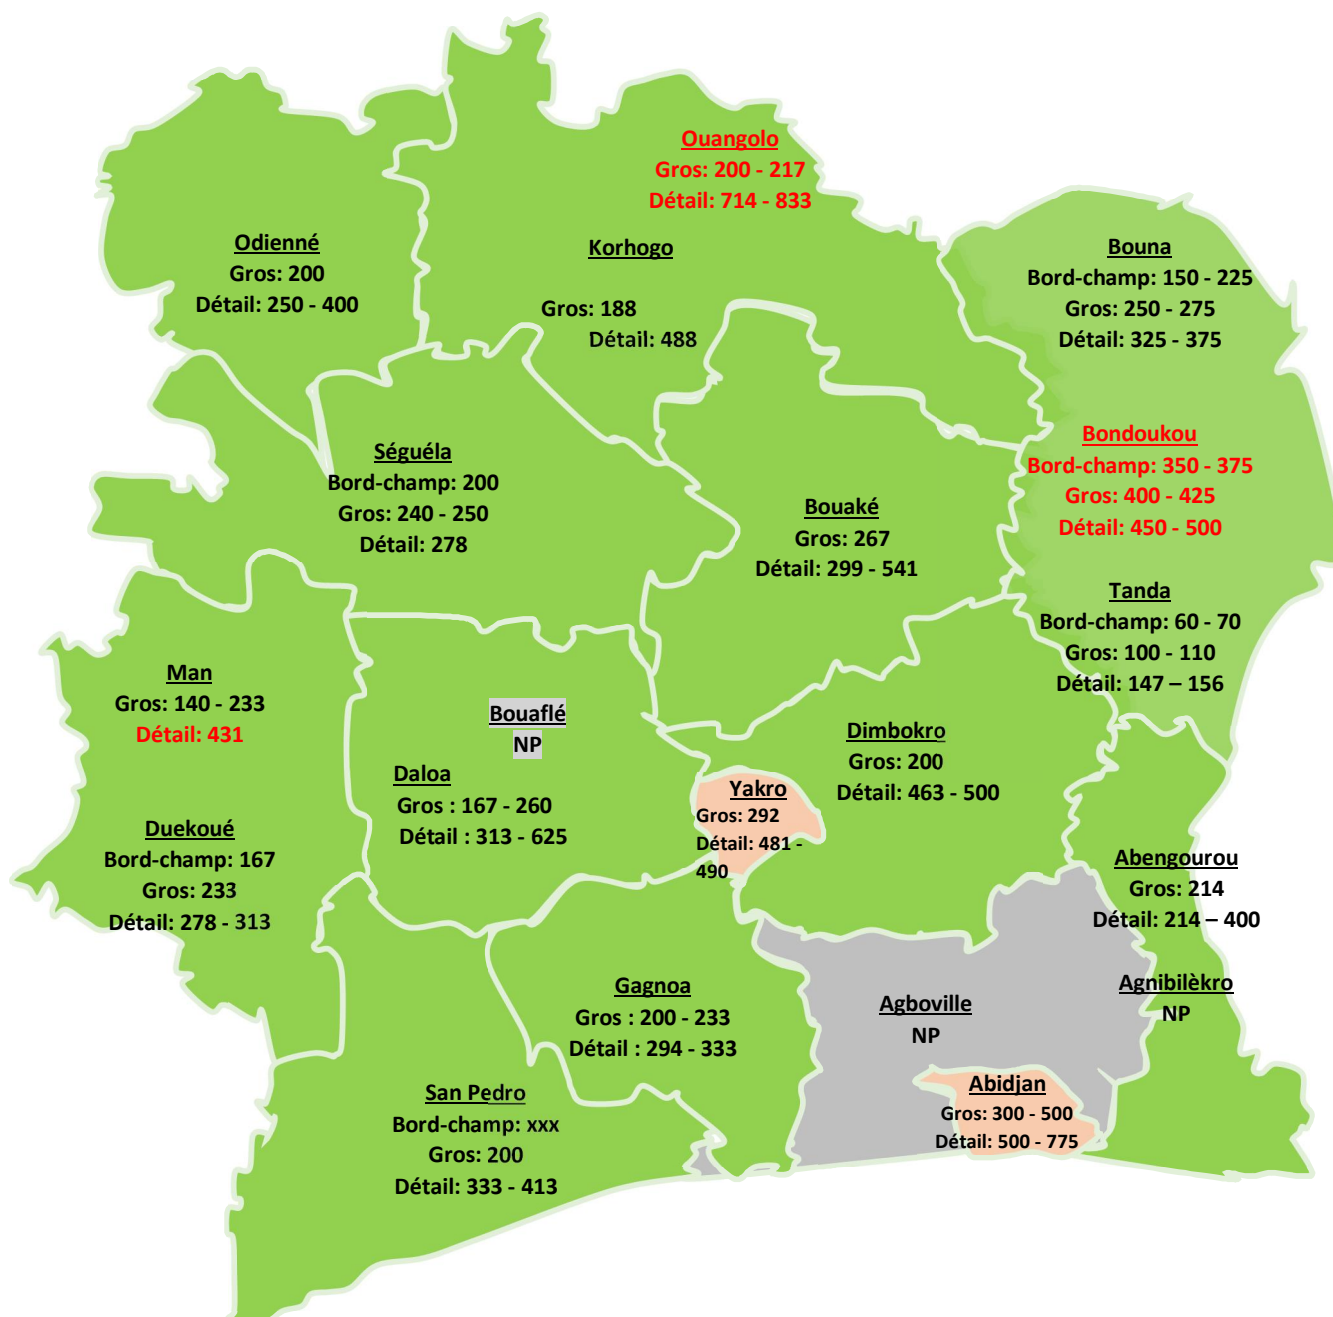 Ouangolo
Gros: 200 - 217
Détail: 714 - 833
Odienné
Gros: 200
Détail: 250 - 400
Korhogo
Gros: 188
Détail: 488
Bouna
Bord-champ: 150 - 225
Gros: 250 - 275
Détail: 325 - 375
Séguéla
Bord-champ: 200
Gros: 240 - 250
Détail: 278
Bondoukou
Bord-champ: 350 - 375
Gros: 400 - 425
Détail: 450 - 500
Bouaké
Gros: 267
Détail: 299 - 541
Tanda
Bord-champ: 60 - 70
Gros: 100 - 110
Détail: 147 – 156
Man
Gros: 140 - 233
Détail: 431
Bouaflé
NP
Daloa
Gros : 167 - 260
Détail : 313 - 625
Dimbokro
Gros: 200
Détail: 463 - 500
Yakro
Gros: 292
Détail: 481 -
490
Duekoué
Bord-champ: 167
Gros: 233
Détail: 278 - 313
Abengourou
Gros: 214
Détail: 214 – 400
Gagnoa
Gros : 200 - 233
Détail : 294 - 333
Agboville
NP
Agnibilèkro
NP
San Pedro
Bord-champ: xxx
Gros: 200
Détail: 333 - 413
Abidjan
Gros: 300 - 500
Détail: 500 - 775